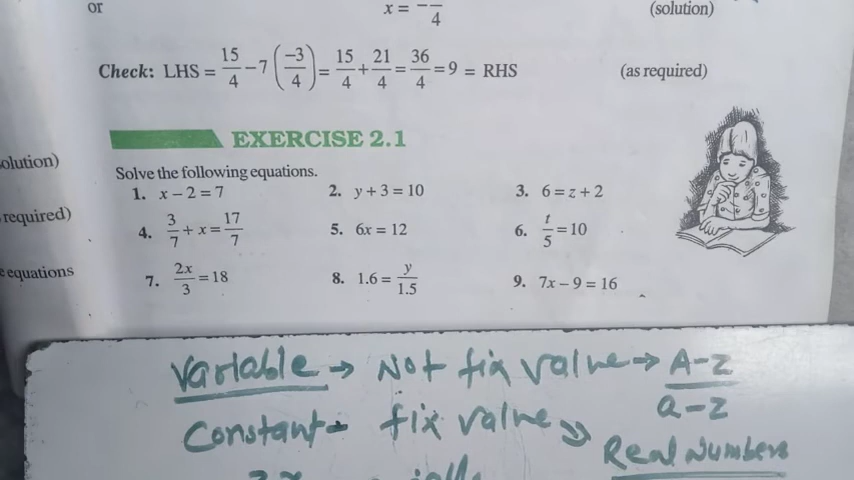 or x = − /4 (solution)
Check: LHS = 15/4 − 7 (−3/4) = 15/4 + 21/4 = 36/4 = 9 = RHS (as required)
EXERCISE 2.1
olution)
Solve the following equations.
1. x − 2 = 7 2. y + 3 = 10 3. 6 = z + 2
required)
4. 3/7 + x = 17/7 5. 6x = 12 6. t/5 = 10
e equations
7. 2x/3 = 18 8. 1.6 = y/1.5 9. 7x − 9 = 16
Variable → Not fix value → A-Z
a-z
Constant - fix value
Real Numbers